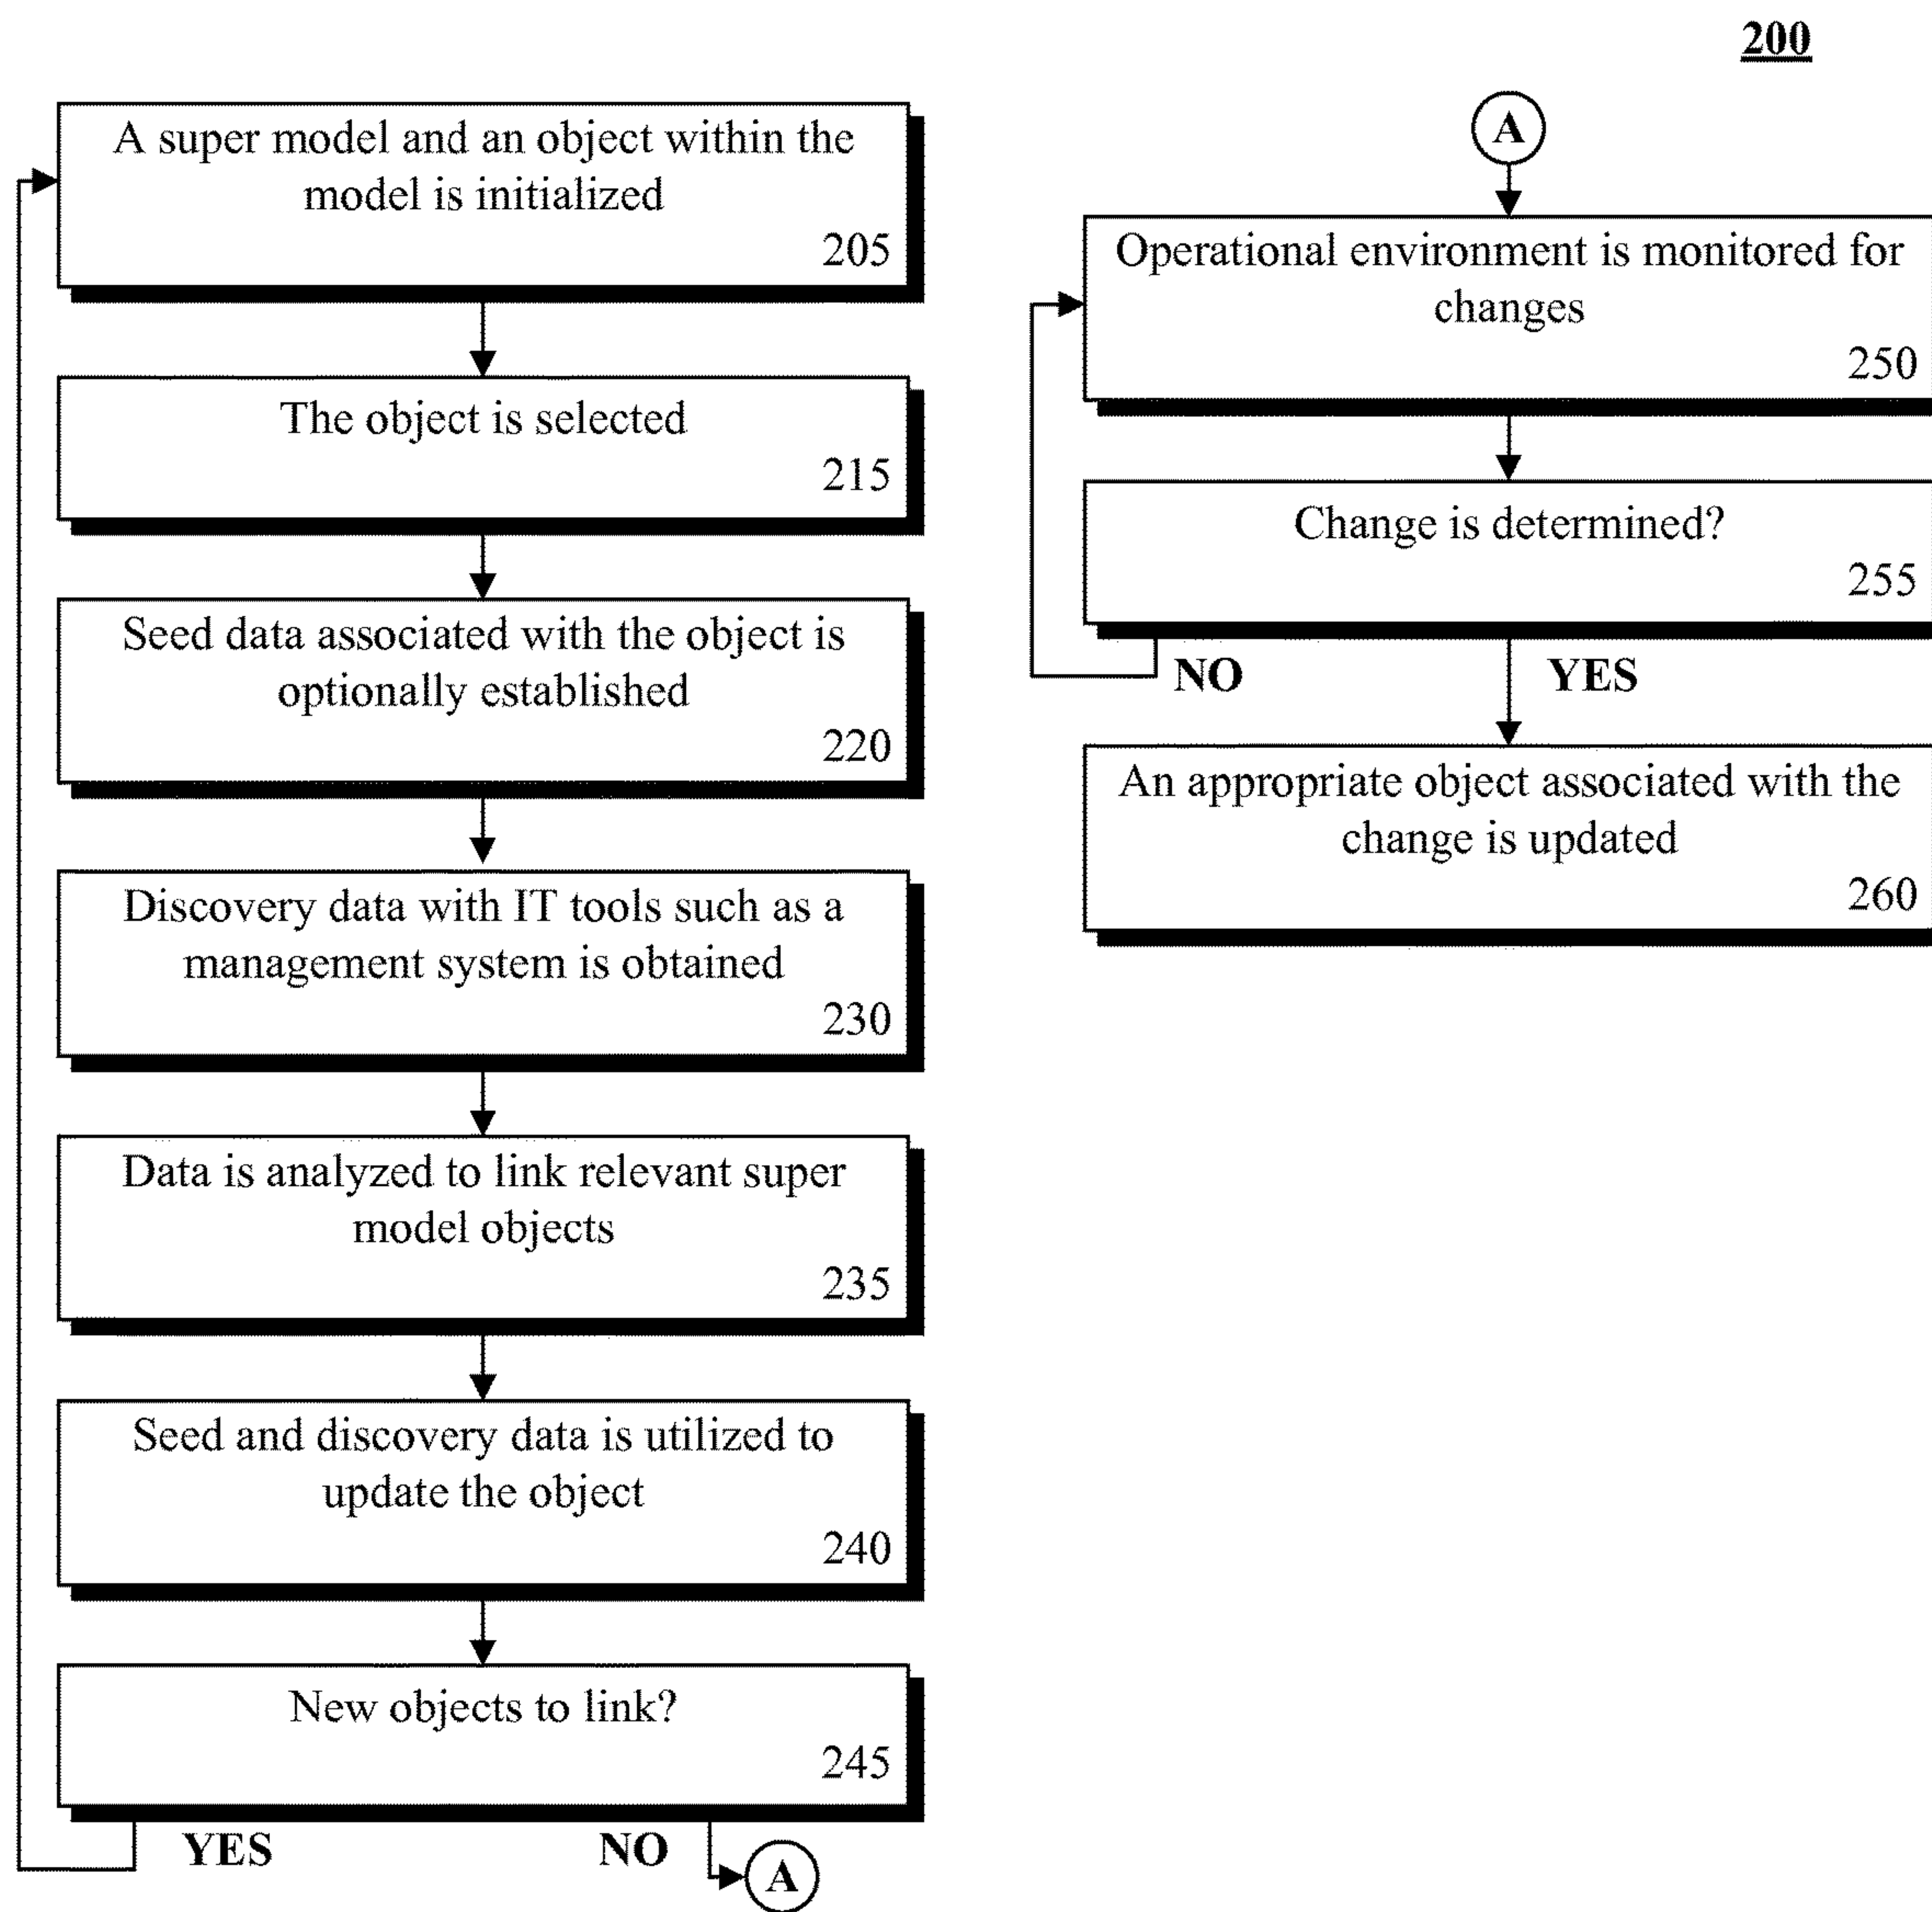 200
A super model and an object within the
model is initialized
205
The object is selected
215
Seed data associated with the object is
optionally established
220
Discovery data with IT tools such as a
management system is obtained
230
Data is analyzed to link relevant super
model objects
235
Seed and discovery data is utilized to
update the object
240
New objects to link?
245
YES
NO
A
A
Operational environment is monitored for
changes
250
Change is determined?
255
NO
YES
An appropriate object associated with the
change is updated
260